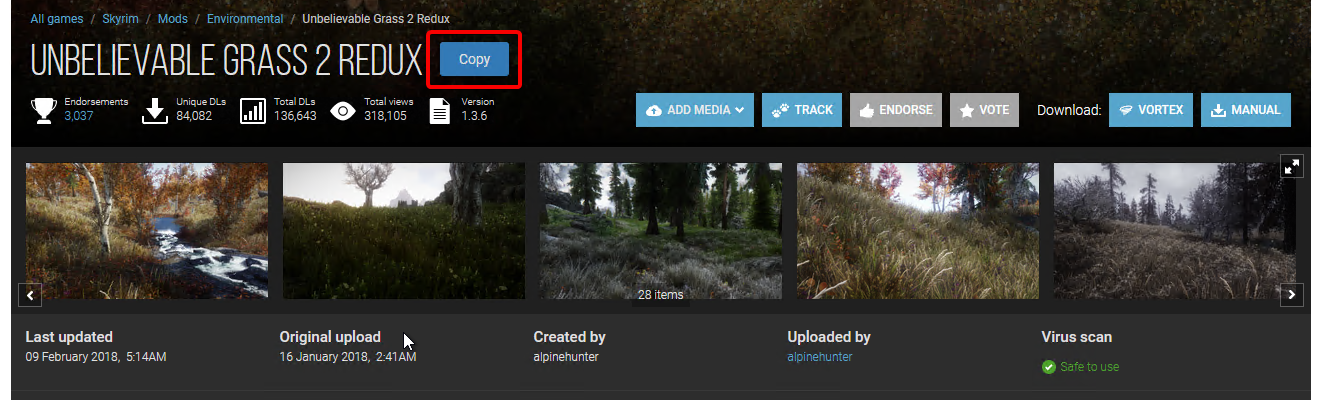 All games / Skyrim / Mods / Environmental / Unbelievable Grass 2 Redux
UNBELIEVABLE GRASS 2 REDUX Copy
Endorsements Unique DLs Total DLs Total views Version
3,037 84,082 136,643 318,105 1.3.6
ADD MEDIA TRACK ENDORSE VOTE Download: VORTEX MANUAL
28 items
Last updated Original upload Created by Uploaded by Virus scan
09 February 2018, 5:14AM 16 January 2018, 2:41AM alpinehunter alpinehunter
Safe to use